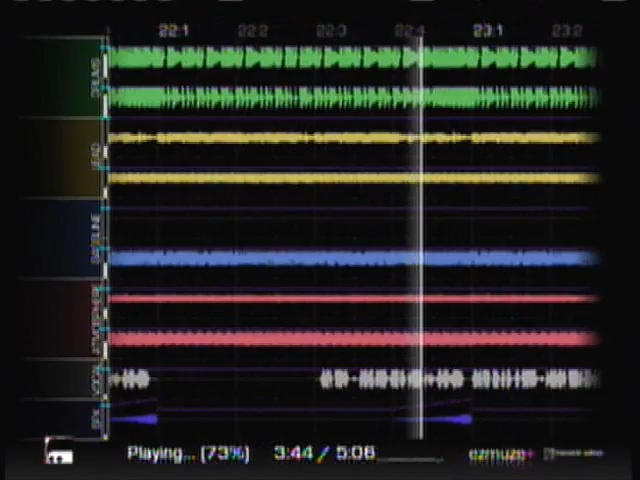 22:1 22:2 22:3 22:4 23:1 23:2
DRUMS
LEAD
BASSLINE
ATMOSPHERE
VOCAL
SFX
Playing... (73%) 3:44 / 5:06 ezmuze+